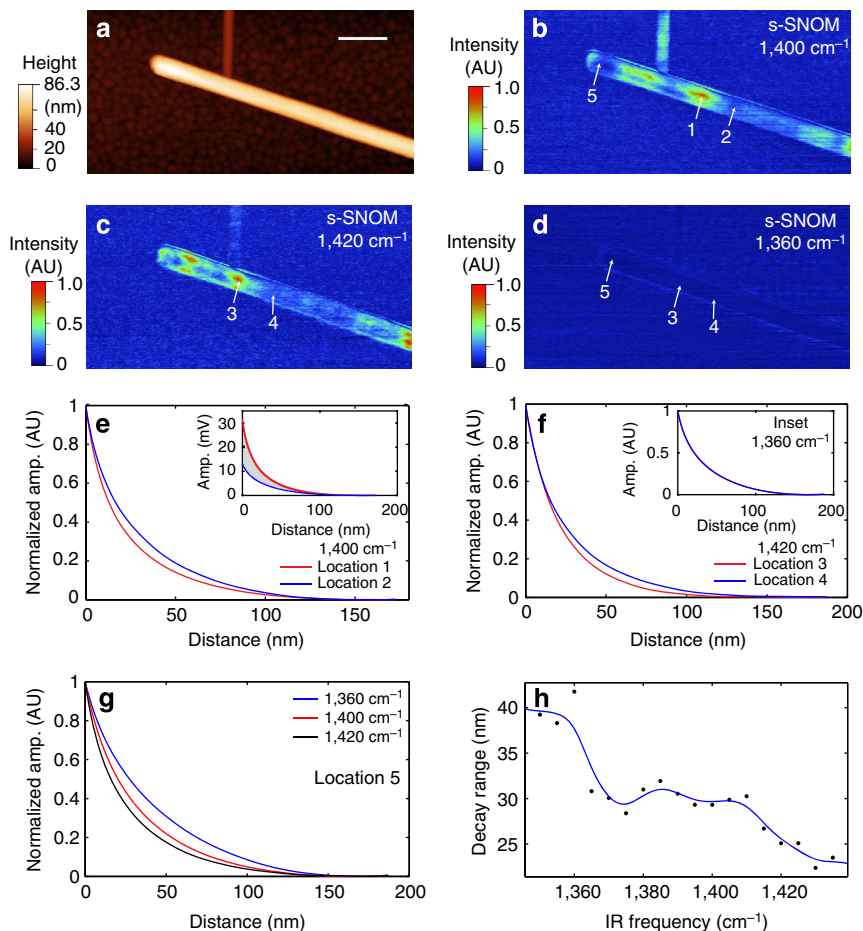 a
Height
86.3
(nm)
40
20
0
b
s-SNOM
1,400 cm⁻¹
Intensity
(AU)
1.0
0.5
0
5
1
2
c
s-SNOM
1,420 cm⁻¹
Intensity
(AU)
1.0
0.5
0
3
4
d
s-SNOM
1,360 cm⁻¹
Intensity
(AU)
1.0
0.5
0
5
3
4
e
Normalized amp. (AU)
1
0.8
0.6
0.4
0.2
0
0 50 100 150
Distance (nm)
Amp. (mV)
30
20
10
0
0 100 200
Distance (nm)
1,400 cm⁻¹
Location 1
Location 2
f
Normalized amp. (AU)
1
0.8
0.6
0.4
0.2
0
0 50 100 150 200
Distance (nm)
Inset
1,360 cm⁻¹
Amp. (AU)
1
0.5
0
0 100 200
Distance (nm)
1,420 cm⁻¹
Location 3
Location 4
g
Normalized amp. (AU)
1
0.8
0.6
0.4
0.2
0
0 50 100 150 200
Distance (nm)
1,360 cm⁻¹
1,400 cm⁻¹
1,420 cm⁻¹
Location 5
h
Decay range (nm)
40
35
30
25
1,360 1,380 1,400 1,420
IR frequency (cm⁻¹)